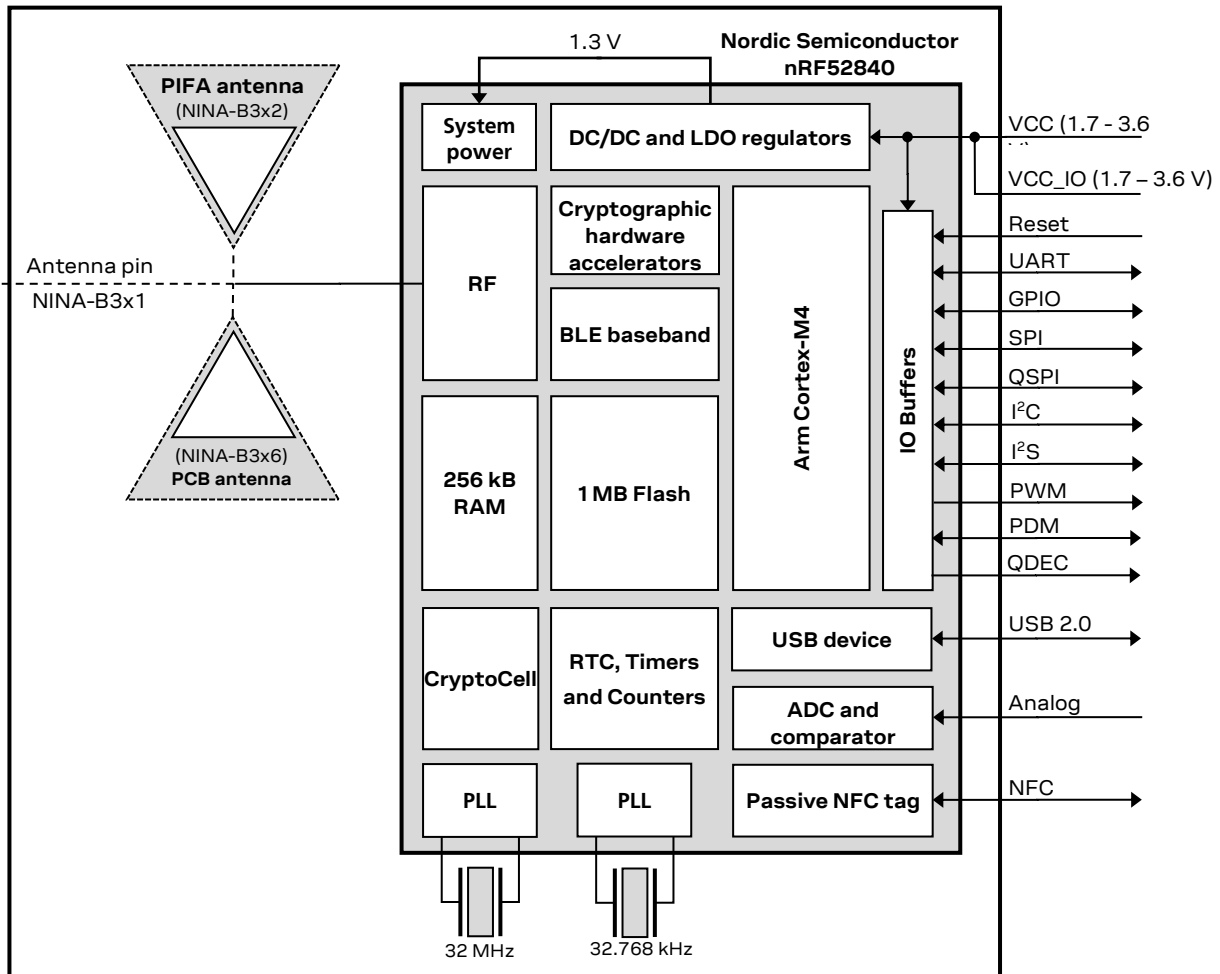 1.3 V
Nordic Semiconductor
nRF52840
PIFA antenna
(NINA-B3x2)
System
power
DC/DC and LDO regulators
VCC (1.7 - 3.6
VCC_IO (1.7 – 3.6 V)
Cryptographic
hardware
accelerators
Reset
UART
Antenna pin
NINA-B3x1
RF
GPIO
BLE baseband
Arm Cortex-M4
IO Buffers
SPI
QSPI
I²C
(NINA-B3x6)
PCB antenna
256 kB
RAM
1 MB Flash
I²S
PWM
PDM
QDEC
CryptoCell
RTC, Timers
and Counters
USB device
USB 2.0
ADC and
comparator
Analog
PLL
PLL
Passive NFC tag
NFC
32 MHz
32.768 kHz